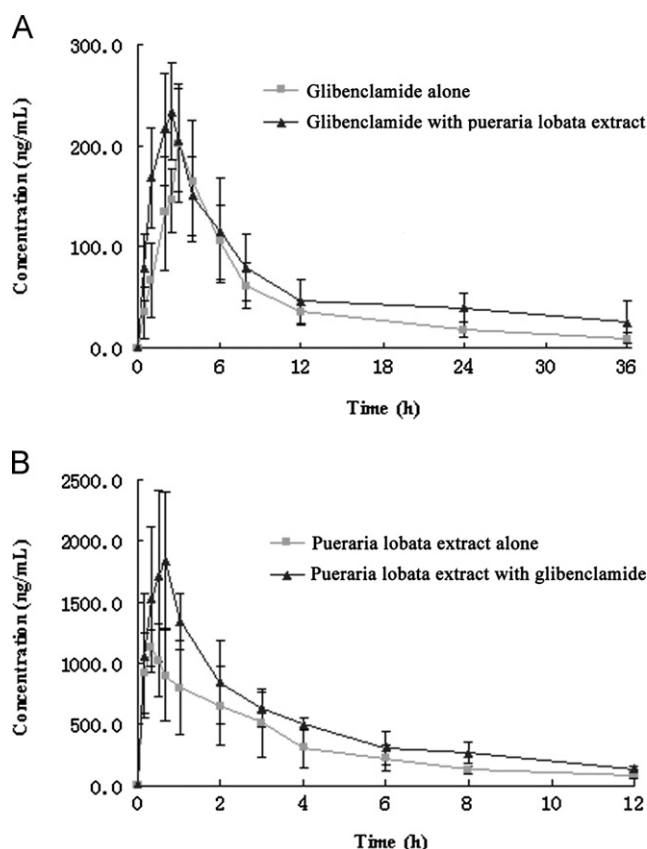 A
300.0
Glibenclamide alone
Glibenclamide with pueraria lobata extract
200.0
Concentration (ng/mL)
100.0
0.0
0 6 12 18 24 30 36
Time (h)
B
2500.0
2000.0
Pueraria lobata extract alone
Pueraria lobata extract with glibenclamide
1500.0
Concentration (ng/mL)
1000.0
500.0
0.0
0 2 4 6 8 10 12
Time (h)